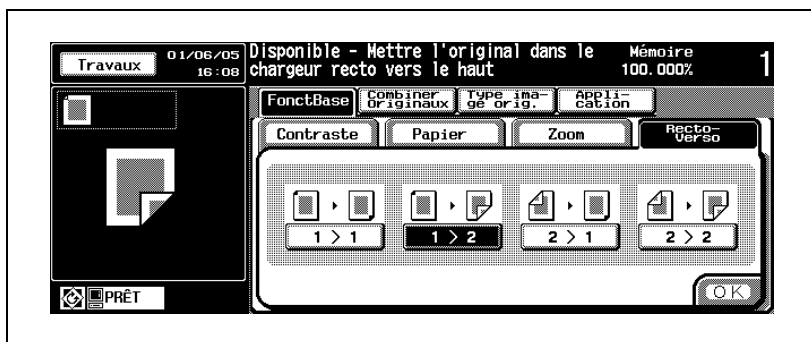 Travaux
01/06/05
16:08
Disponible - Mettre l'original dans le
chargeur recto vers le haut
Mémoire
100.000%
1
FonctBase
Combiner
Originaux
Type ima-
ge orig.
Appli-
cation
Contraste
Papier
Zoom
Recto-
Verso
1 > 1
1 > 2
2 > 1
2 > 2
PRÊT
OK